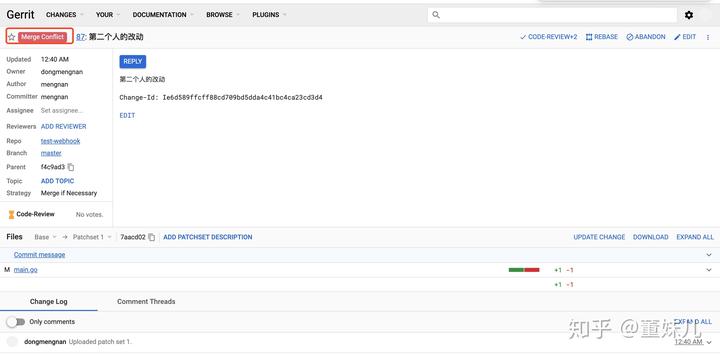 Gerrit CHANGES YOUR DOCUMENTATION BROWSE PLUGINS
Merge Conflict 87: 第二个人的改动 CODE-REVIEW+2 REBASE ABANDON EDIT
Updated 12:40 AM
Owner dongmengnan
Author mengnan
Committer mengnan
Assignee Set assignee...
Reviewers ADD REVIEWER
Repo test-webhook
Branch master
Parent f4c9ad3
Topic ADD TOPIC
Strategy Merge if Necessary
Code-Review No votes.
REPLY
第二个人的改动
Change-Id: Ie6d589ffcff88cd709bd5dda4c41bc4ca23cd3d4
EDIT
Files Base → Patchset 1 7aacd02 ADD PATCHSET DESCRIPTION UPDATE CHANGE DOWNLOAD EXPAND ALL
Commit message
M main.go +1 -1
+1 -1
Change Log Comment Threads
Only comments EXPAND ALL
dongmengnan Uploaded patch set 1. 12:40 AM
知乎 @董妹儿